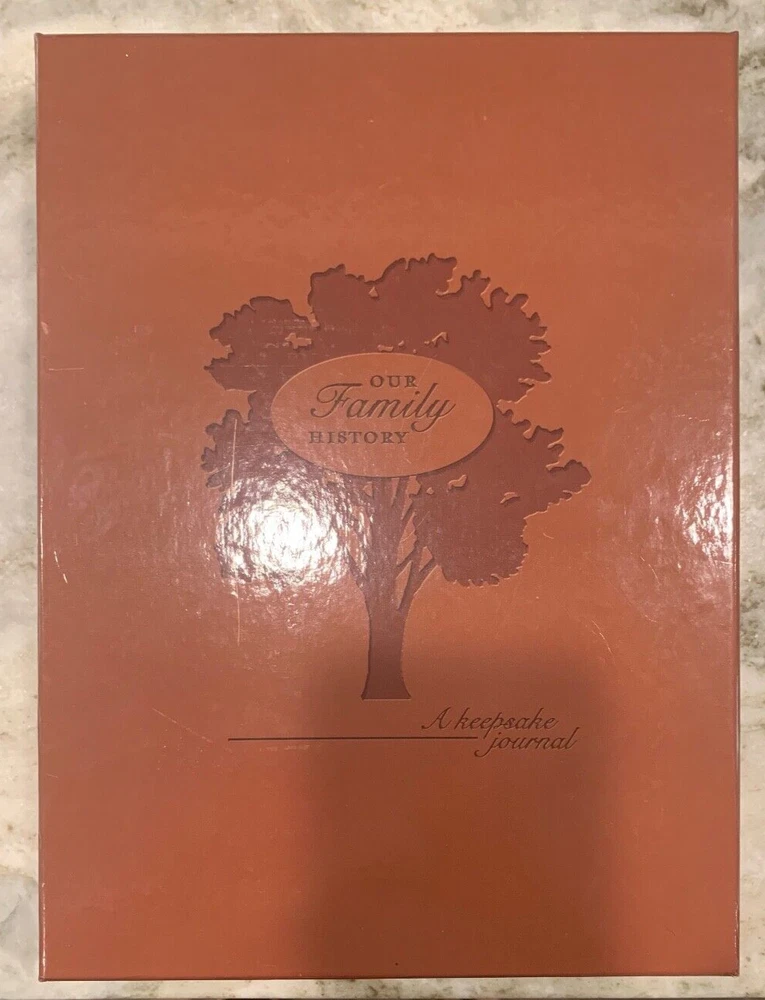 OUR
Family
HISTORY
A keepsake
journal